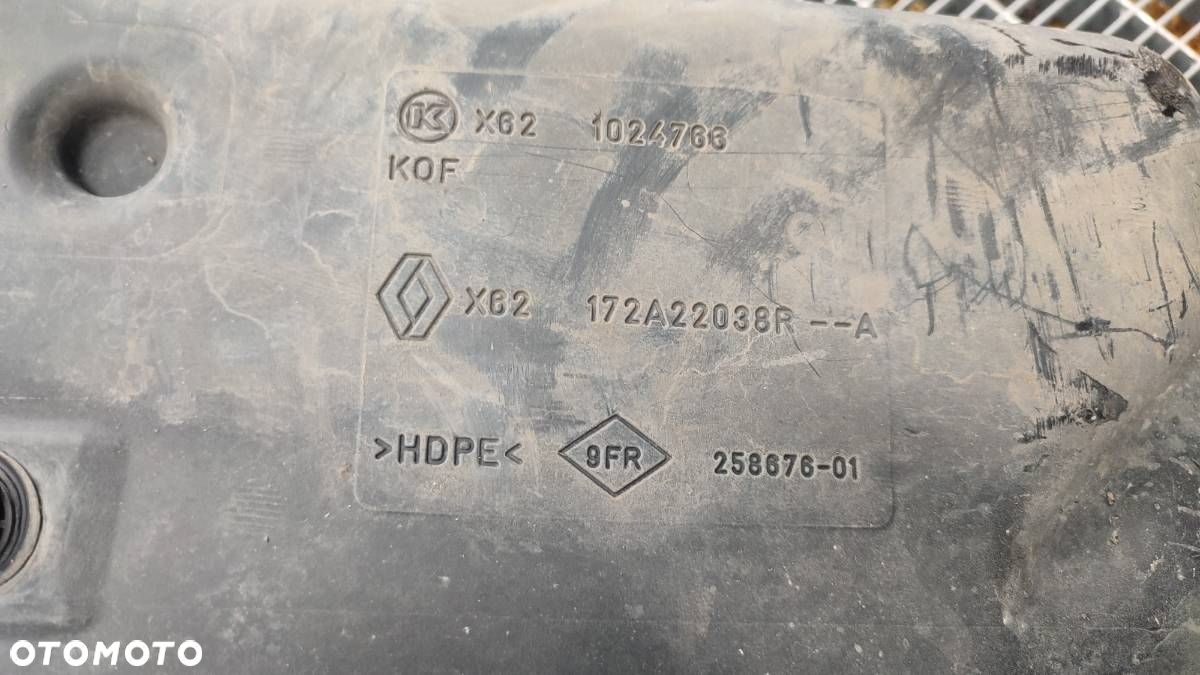 K X62 1024766
KOF
X62 172A22038R --A
>HDPE< 9FR 258676-01
OTOMOTO